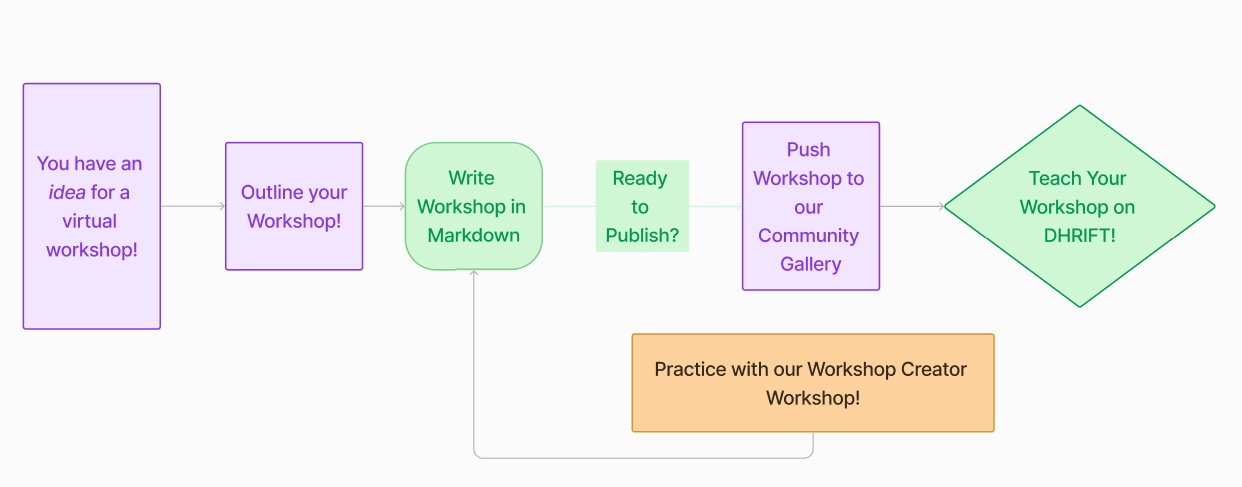 You have an
idea for a
virtual
workshop!
Outline your
Workshop!
Write
Workshop in
Markdown
Ready
to
Publish?
Push
Workshop to
our
Community
Gallery
Teach Your
Workshop on
DHRIFT!
Practice with our Workshop Creator
Workshop!